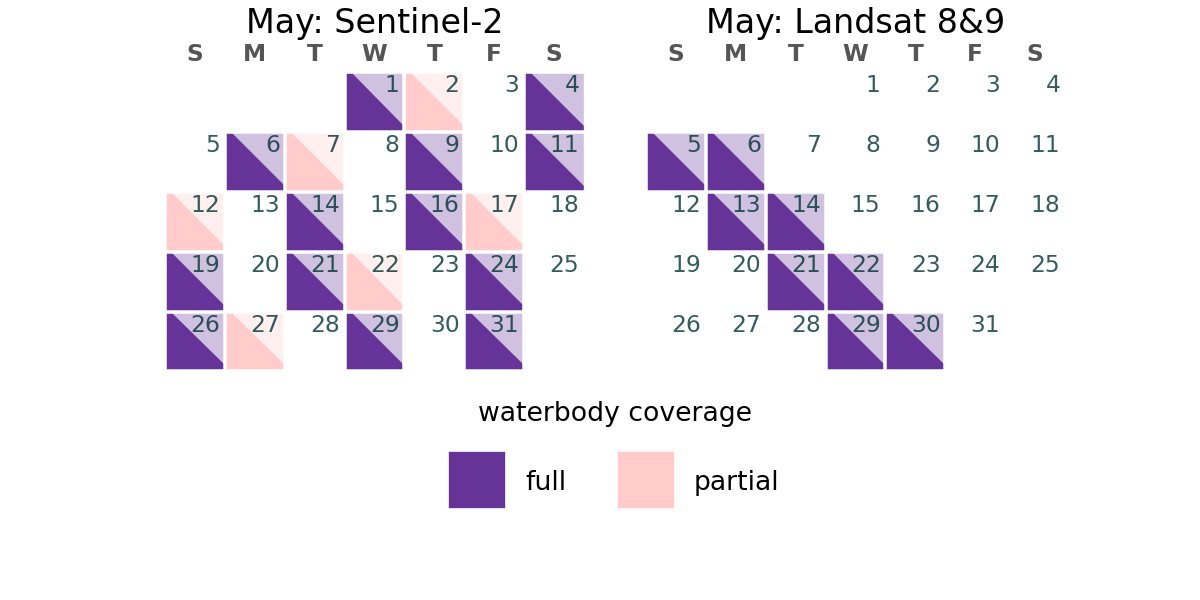 May: Sentinel-2
S M T W T F S
1 2 3 4
5 6 7 8 9 10 11
12 13 14 15 16 17 18
19 20 21 22 23 24 25
26 27 28 29 30 31
May: Landsat 8&9
S M T W T F S
1 2 3 4
5 6 7 8 9 10 11
12 13 14 15 16 17 18
19 20 21 22 23 24 25
26 27 28 29 30 31
waterbody coverage
full
partial